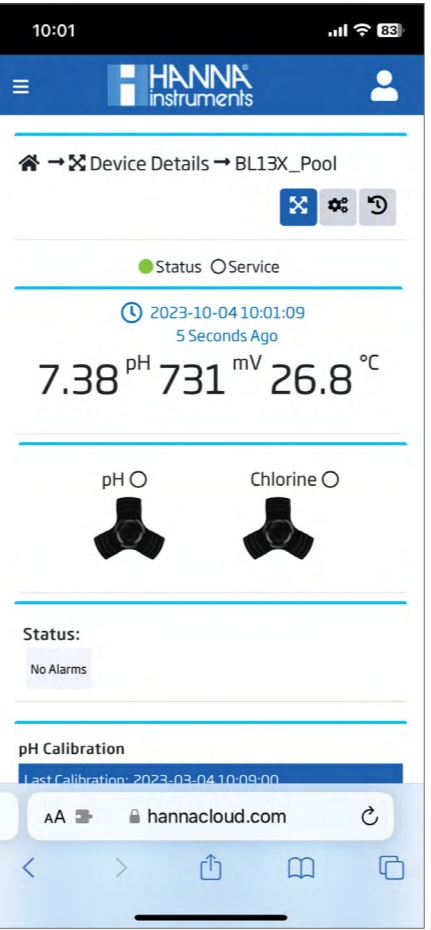 10:01
83
HANNA
instruments
Device Details → BL13X_Pool
Status Service
2023-10-04 10:01:09
5 Seconds Ago
7.38 pH 731 mV 26.8 °C
pH Chlorine
Status:
No Alarms
pH Calibration
Last Calibration: 2023-03-04 10:09:00
AA hannacloud.com